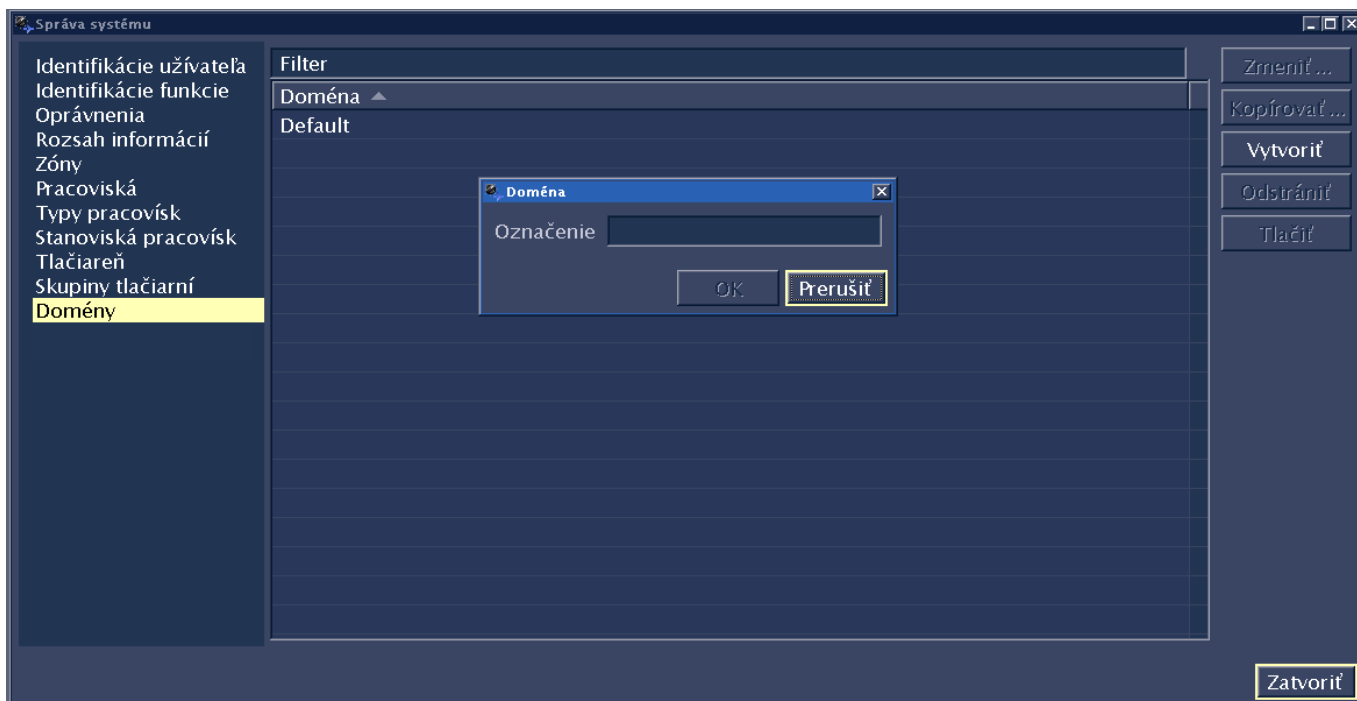 Správa systému
Identifikácie užívateľa
Identifikácie funkcie
Oprávnenia
Rozsah informácií
Zóny
Pracoviská
Typy pracovísk
Stanoviská pracovísk
Tlačiareň
Skupiny tlačiarní
Domény
Filter
Doména
Default
Doména
Označenie
OK
Prerušiť
Zmeniť ...
Kopírovať ...
Vytvoriť
Odstrániť
Tlačiť
Zatvoriť